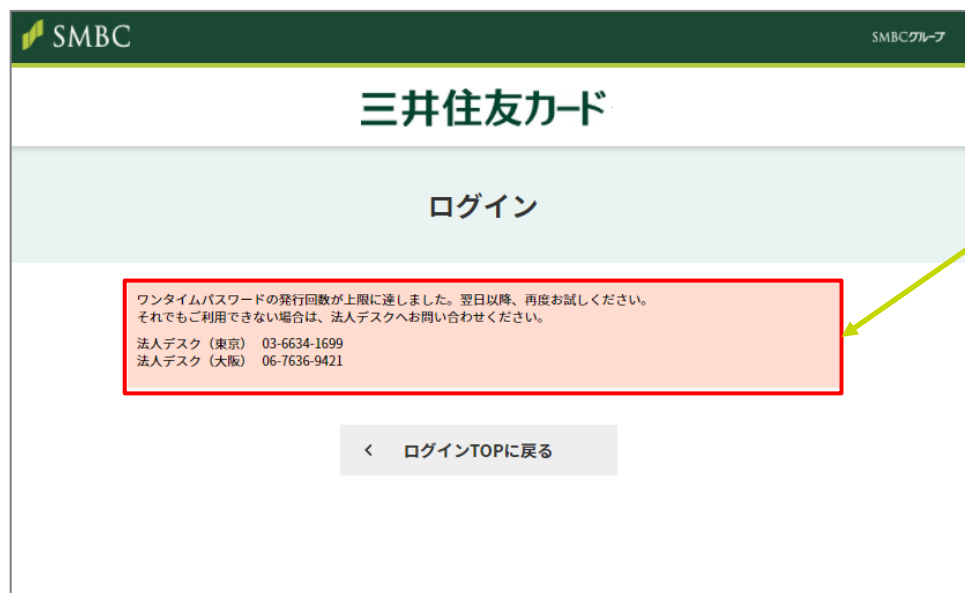 SMBC
SMBCグループ
三井住友カード
ログイン
ワンタイムパスワードの発行回数が上限に達しました。翌日以降、再度お試しください。
それでもご利用できない場合は、法人デスクへお問い合わせください。
法人デスク（東京） 03-6634-1699
法人デスク（大阪） 06-7636-9421
ログインTOPに戻る